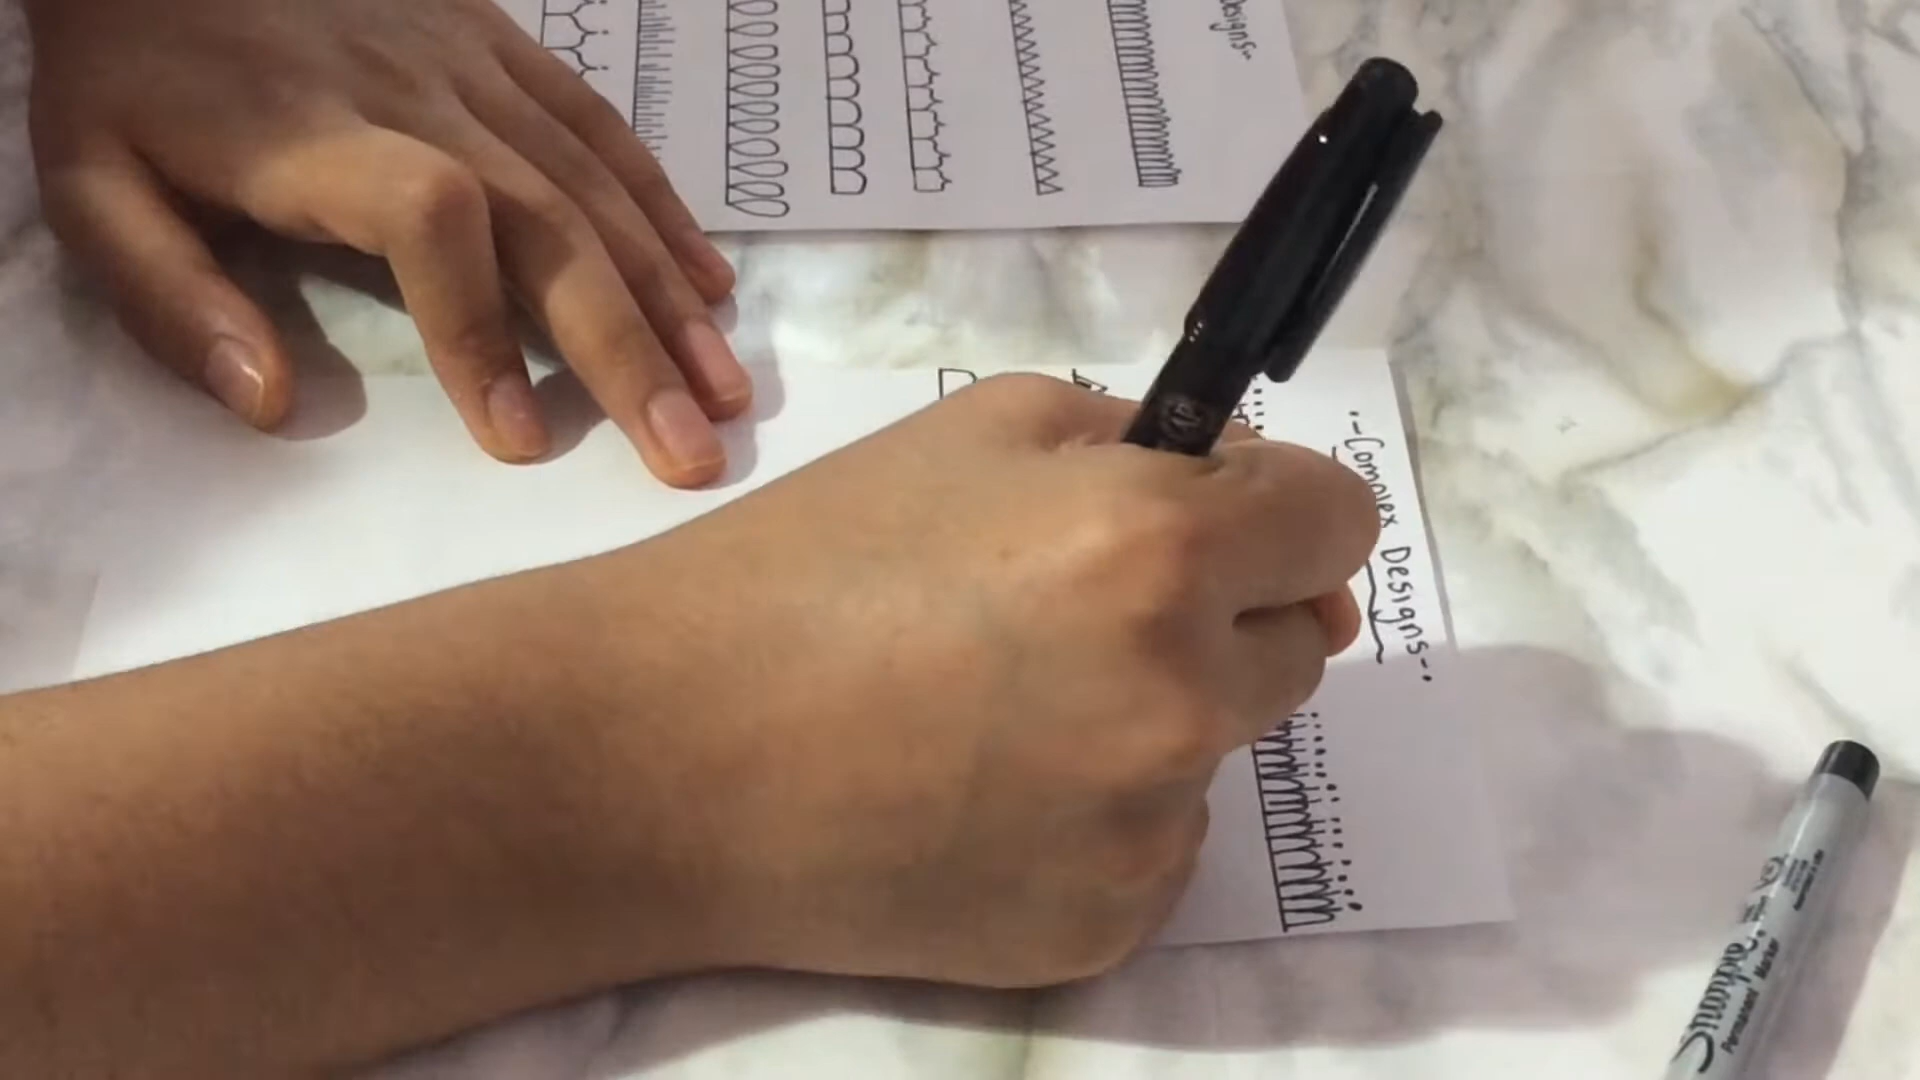 Designs--
--Complex Designs--
Sharpie
Permanent Marker